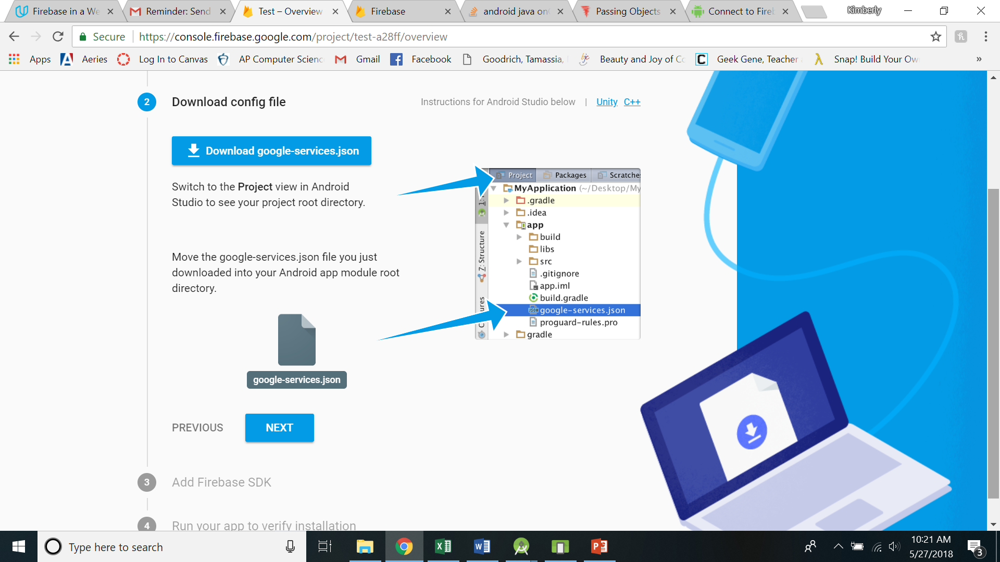 Firebase in a We
Reminder: Send
Test – Overview
Firebase
android java on
Passing Objects
Connect to Fire
Kimberly
Secure
https://console.firebase.google.com/project/test-a28ff/overview
Apps
Aeries
Log In to Canvas
AP Computer Scienc
Gmail
Facebook
Goodrich, Tamassia,
bjc
Beauty and Joy of Co
Geek Gene, Teacher
Snap! Build Your Ow
»
2
Download config file
Instructions for Android Studio below | Unity C++
Download google-services.json
Switch to the Project view in Android
Studio to see your project root directory.
Move the google-services.json file you just
downloaded into your Android app module root
directory.
google-services.json
Project
Packages
Scratches
MyApplication (~/Desktop/My
.gradle
.idea
app
build
libs
src
.gitignore
app.iml
build.gradle
JSON google-services.json
proguard-rules.pro
gradle
1:
Z: Structure
ures
PREVIOUS
NEXT
3
Add Firebase SDK
4
Run your app to verify installation
Type here to search
10:21 AM
5/27/2018
3